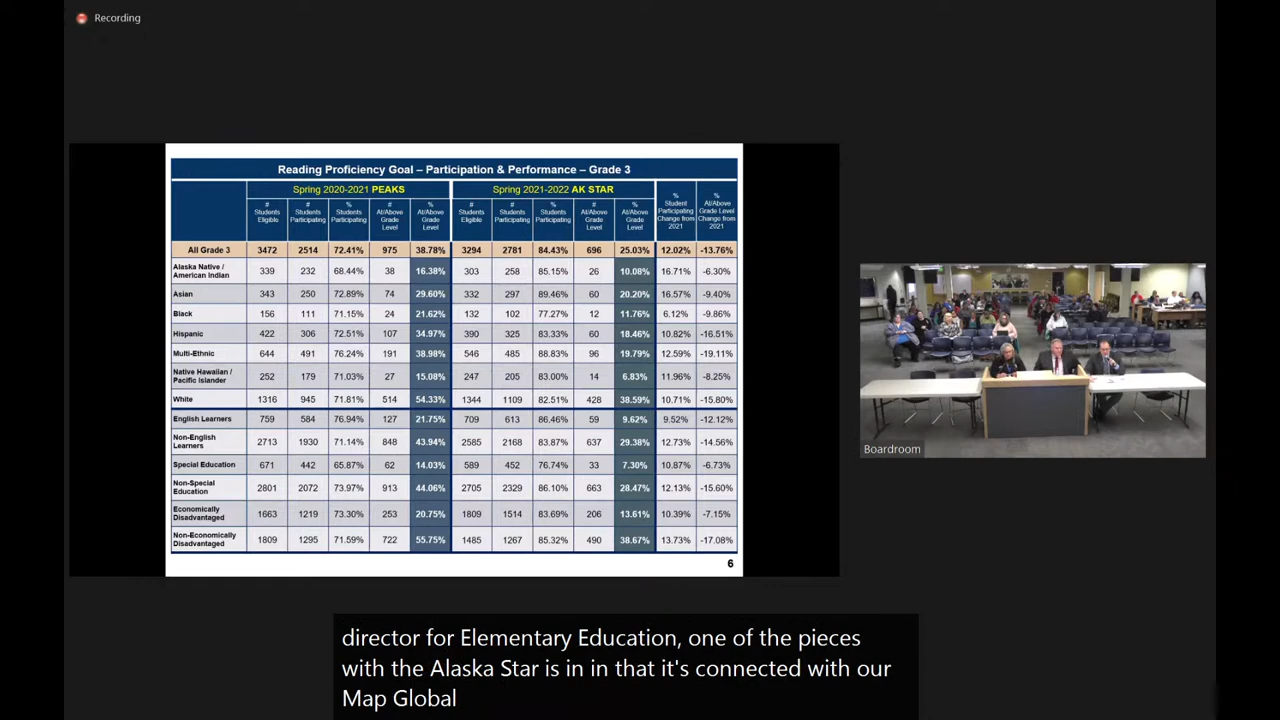 Recording
Reading Proficiency Goal – Participation & Performance – Grade 3
Spring 2020-2021 PEAKS Spring 2021-2022 AK STAR
# Students Eligible # Students Participating % Students Participating # At/Above Grade Level % At/Above Grade Level # Students Eligible # Students Participating % Students Participating # At/Above Grade Level % At/Above Grade Level % Student Participating Change from 2021 % At/Above Grade Level Change from 2021
All Grade 3 3472 2514 72.41% 975 38.78% 3294 2781 84.43% 696 25.03% 12.02% -13.76%
Alaska Native / American Indian 339 232 68.44% 38 16.38% 303 258 85.15% 26 10.08% 16.71% -6.30%
Asian 343 250 72.89% 74 29.60% 332 297 89.46% 60 20.20% 16.57% -9.40%
Black 156 111 71.15% 24 21.62% 132 102 77.27% 12 11.76% 6.12% -9.86%
Hispanic 422 306 72.51% 107 34.97% 390 325 83.33% 60 18.46% 10.82% -16.51%
Multi-Ethnic 644 491 76.24% 191 38.98% 546 485 88.83% 96 19.79% 12.59% -19.11%
Native Hawaiian / Pacific Islander 252 179 71.03% 27 15.08% 247 205 83.00% 14 6.83% 11.96% -8.25%
White 1316 945 71.81% 514 54.33% 1344 1109 82.51% 428 38.59% 10.71% -15.80%
English Learners 759 584 76.94% 127 21.75% 709 613 86.46% 59 9.62% 9.52% -12.12%
Non-English Learners 2713 1930 71.14% 848 43.94% 2585 2168 83.87% 637 29.38% 12.73% -14.56%
Special Education 671 442 65.87% 62 14.03% 589 452 76.74% 33 7.30% 10.87% -6.73%
Non-Special Education 2801 2072 73.97% 913 44.06% 2705 2329 86.10% 663 28.47% 12.13% -15.60%
Economically Disadvantaged 1663 1219 73.30% 253 20.75% 1809 1514 83.69% 206 13.61% 10.39% -7.15%
Non-Economically Disadvantaged 1809 1295 71.59% 722 55.75% 1485 1267 85.32% 490 38.67% 13.73% -17.08%
6
Boardroom
director for Elementary Education, one of the pieces
with the Alaska Star is in in that it's connected with our
Map Global